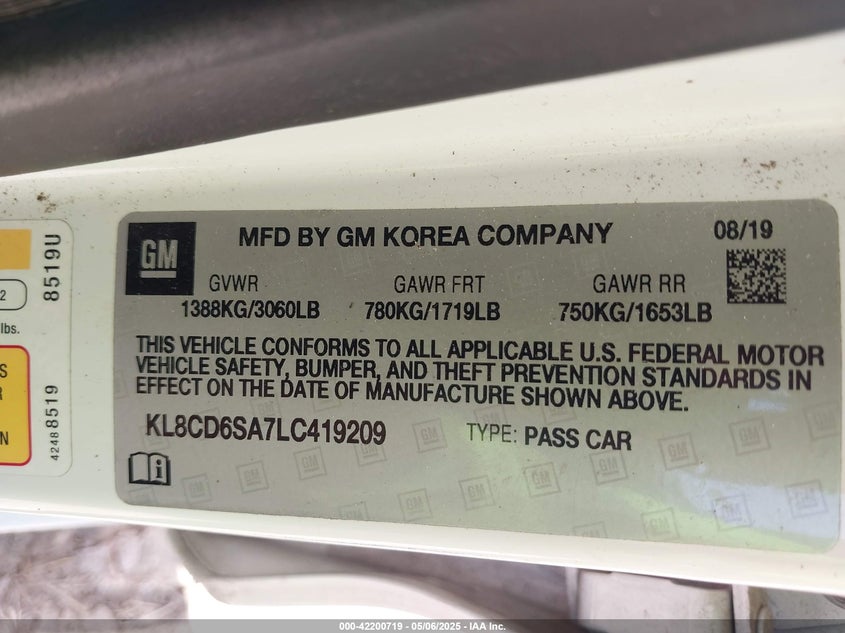 GM
MFD BY GM KOREA COMPANY
08/19
GVWR GAWR FRT GAWR RR
1388KG/3060LB 780KG/1719LB 750KG/1653LB
THIS VEHICLE CONFORMS TO ALL APPLICABLE U.S. FEDERAL MOTOR
VEHICLE SAFETY, BUMPER, AND THEFT PREVENTION STANDARDS IN
EFFECT ON THE DATE OF MANUFACTURE SHOWN ABOVE.
KL8CD6SA7LC419209 TYPE: PASS CAR
8519U
42488519
2
lbs.
S
R
N
000-42200719 - 05/06/2025 - IAA Inc.